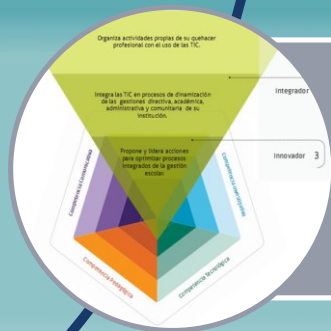 Organiza actividades propias de su quehacer
profesional con el uso de las TIC.
Integra las TIC en procesos de dinamización
de las gestiones directiva, académica,
administrativa y comunitaria de su
institución.
Integrador
Propone y lidera acciones
para optimizar procesos
integrados de la gestión
escolar.
Innovador 3
Competencia Comunicativa
Competencia Pedagógica
Competencia Tecnológica